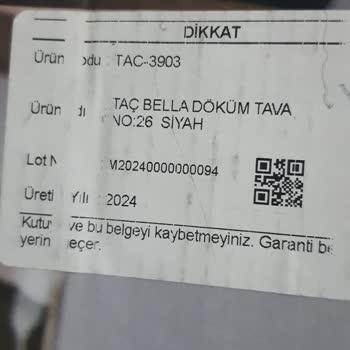 DİKKAT
Ürün odu : TAC-3903
Ürün dı TAÇ BELLA DÖKÜM TAVA
NO:26 SİYAH
Lot N M20240000000094
Üreti Yılı : 2024
Kutu ve bu belgeyi kaybetmeyiniz. Garanti be
yerin eçer.